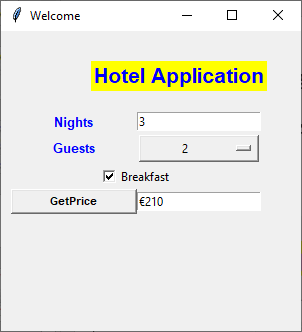 Welcome
Hotel Application
Nights 3
Guests 2
Breakfast
GetPrice €210